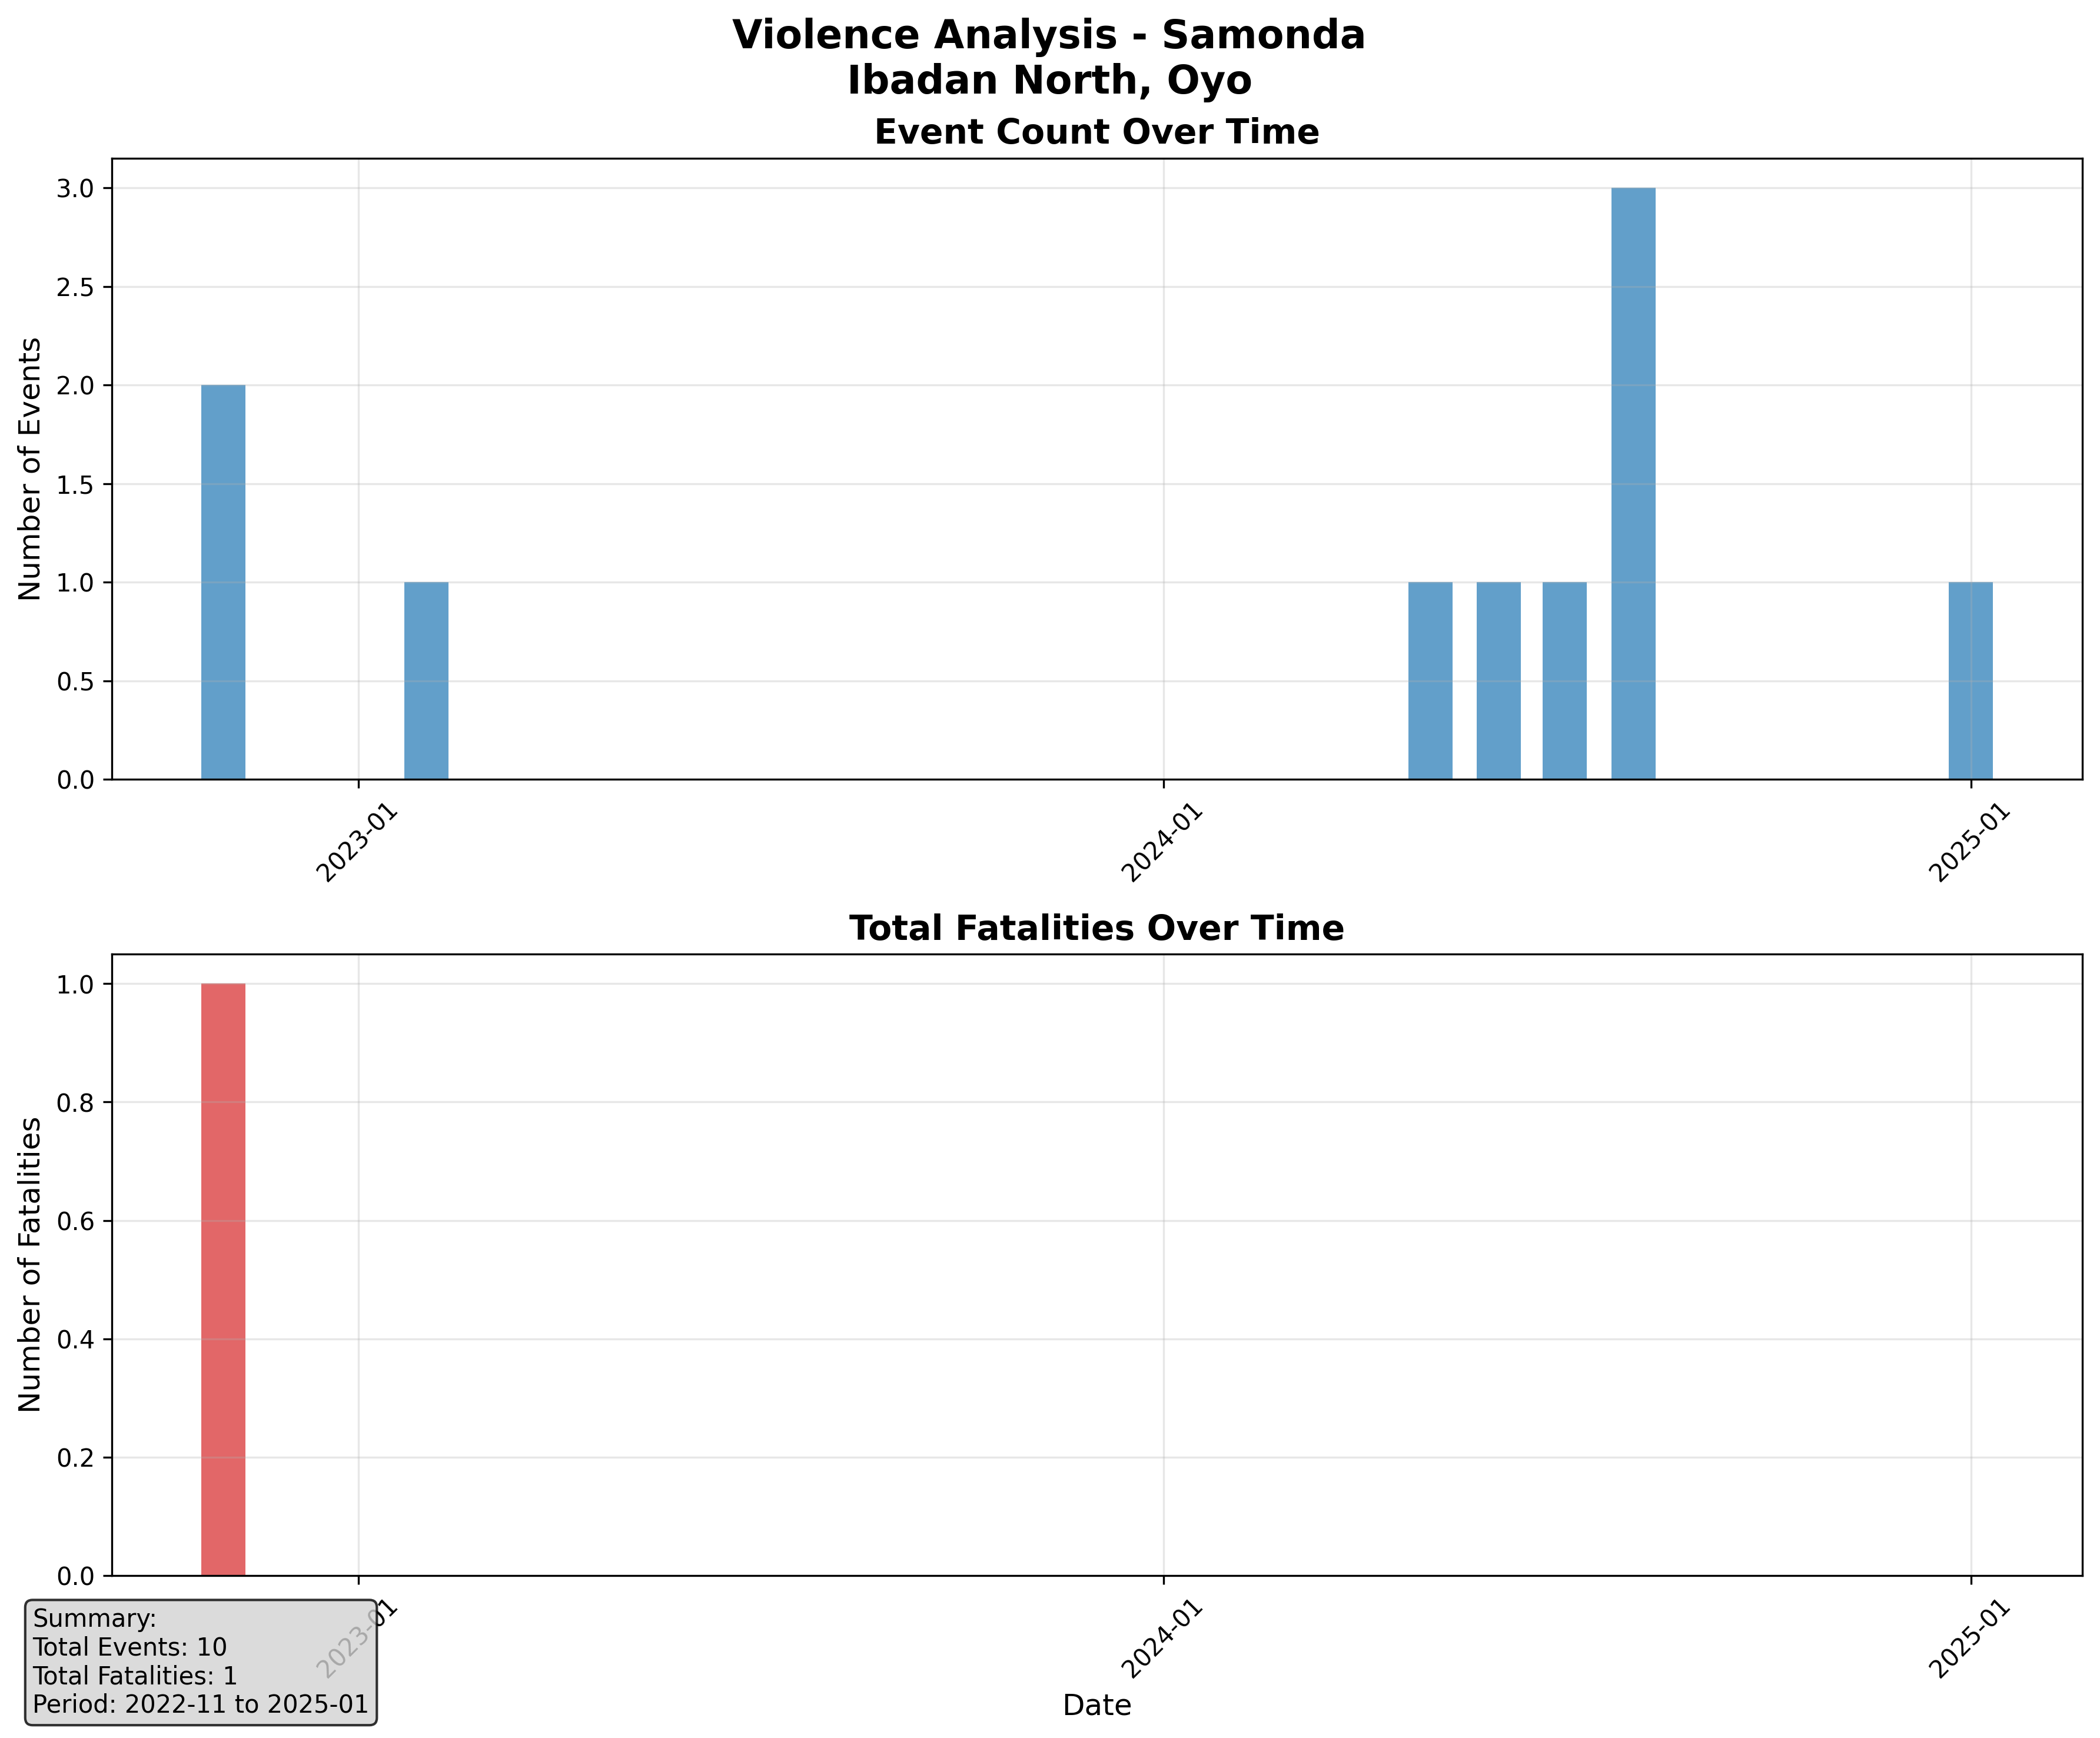 Violence Analysis - Samonda
Ibadan North, Oyo
Event Count Over Time
Number of Events
3.0
2.5
2.0
1.5
1.0
0.5
0.0
2023-01
2024-01
2025-01
Total Fatalities Over Time
Number of Fatalities
1.0
0.8
0.6
0.4
0.2
0.0
2023-01
2024-01
2025-01
Date
Summary:
Total Events: 10
Total Fatalities: 1
Period: 2022-11 to 2025-01